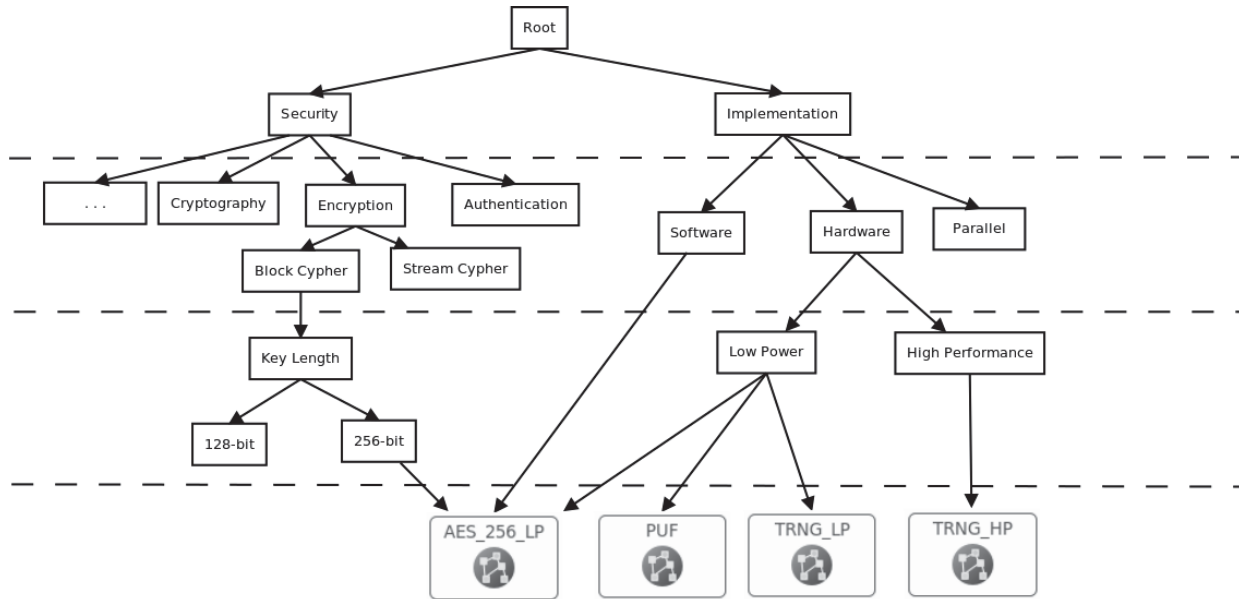 Root
Security
Implementation
. . .
Cryptography
Encryption
Authentication
Software
Hardware
Parallel
Block Cypher
Stream Cypher
Key Length
Low Power
High Performance
128-bit
256-bit
AES_256_LP
PUF
TRNG_LP
TRNG_HP